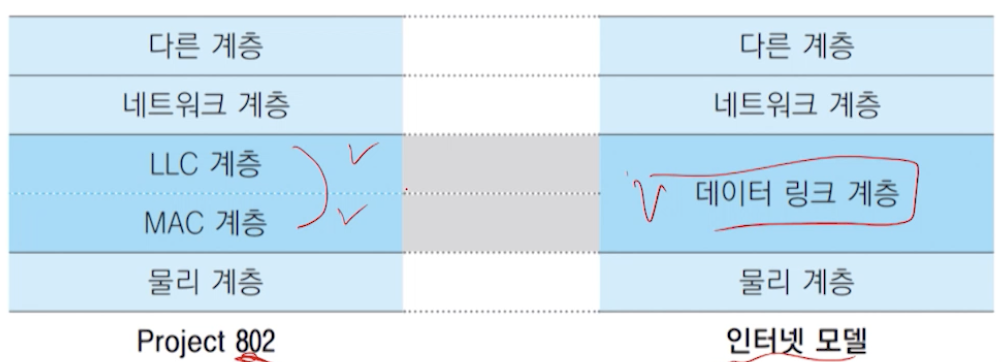 다른 계층 다른 계층
네트워크 계층 네트워크 계층
LLC 계층
데이터 링크 계층
MAC 계층
물리 계층 물리 계층
Project 802 인터넷 모델